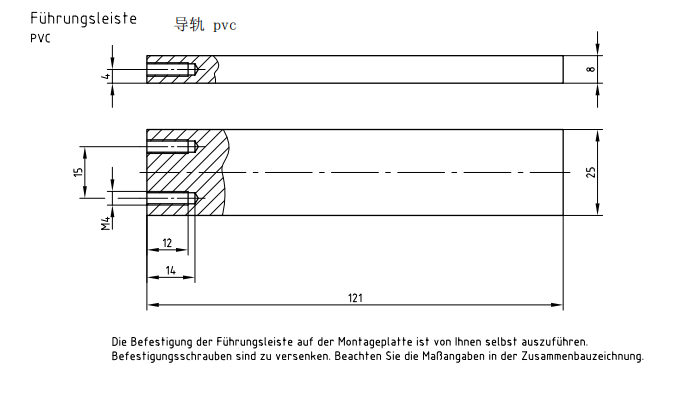 Führungsleiste
导轨 pvc
PVC
4
8
15
M4
25
12
14
121
Die Befestigung der Führungsleiste auf der Montageplatte ist von Ihnen selbst auszuführen.
Befestigungsschrauben sind zu versenken. Beachten Sie die Maßangaben in der Zusammenbauzeichnung.